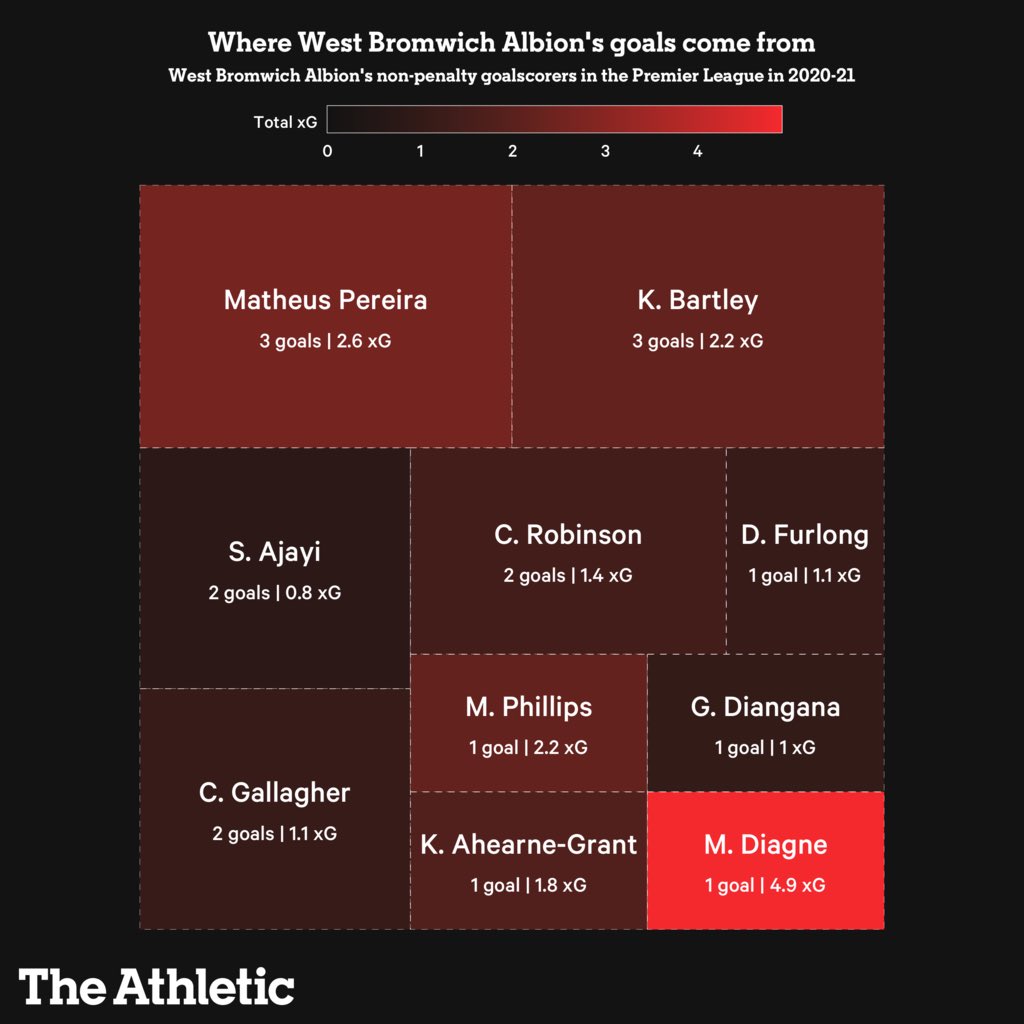 Where West Bromwich Albion's goals come from
West Bromwich Albion's non-penalty goalscorers in the Premier League in 2020-21
Total xG
0 1 2 3 4
Matheus Pereira
3 goals | 2.6 xG
K. Bartley
3 goals | 2.2 xG
S. Ajayi
2 goals | 0.8 xG
C. Robinson
2 goals | 1.4 xG
D. Furlong
1 goal | 1.1 xG
M. Phillips
1 goal | 2.2 xG
G. Diangana
1 goal | 1 xG
C. Gallagher
2 goals | 1.1 xG
K. Ahearne-Grant
1 goal | 1.8 xG
M. Diagne
1 goal | 4.9 xG
The Athletic